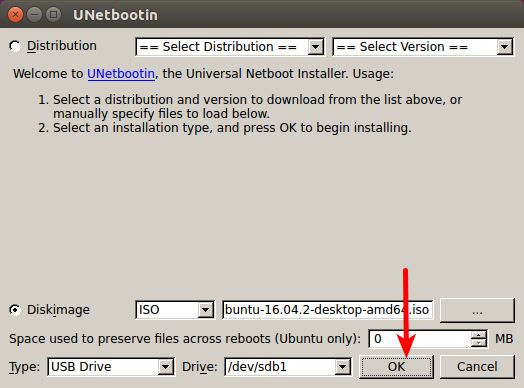 UNetbootin
Distribution == Select Distribution == == Select Version ==
Welcome to UNetbootin, the Universal Netboot Installer. Usage:
1. Select a distribution and version to download from the list above, or
manually specify files to load below.
2. Select an installation type, and press OK to begin installing.
Diskimage ISO buntu-16.04.2-desktop-amd64.iso ...
Space used to preserve files across reboots (Ubuntu only): 0 MB
Type: USB Drive Drive: /dev/sdb1 OK Cancel